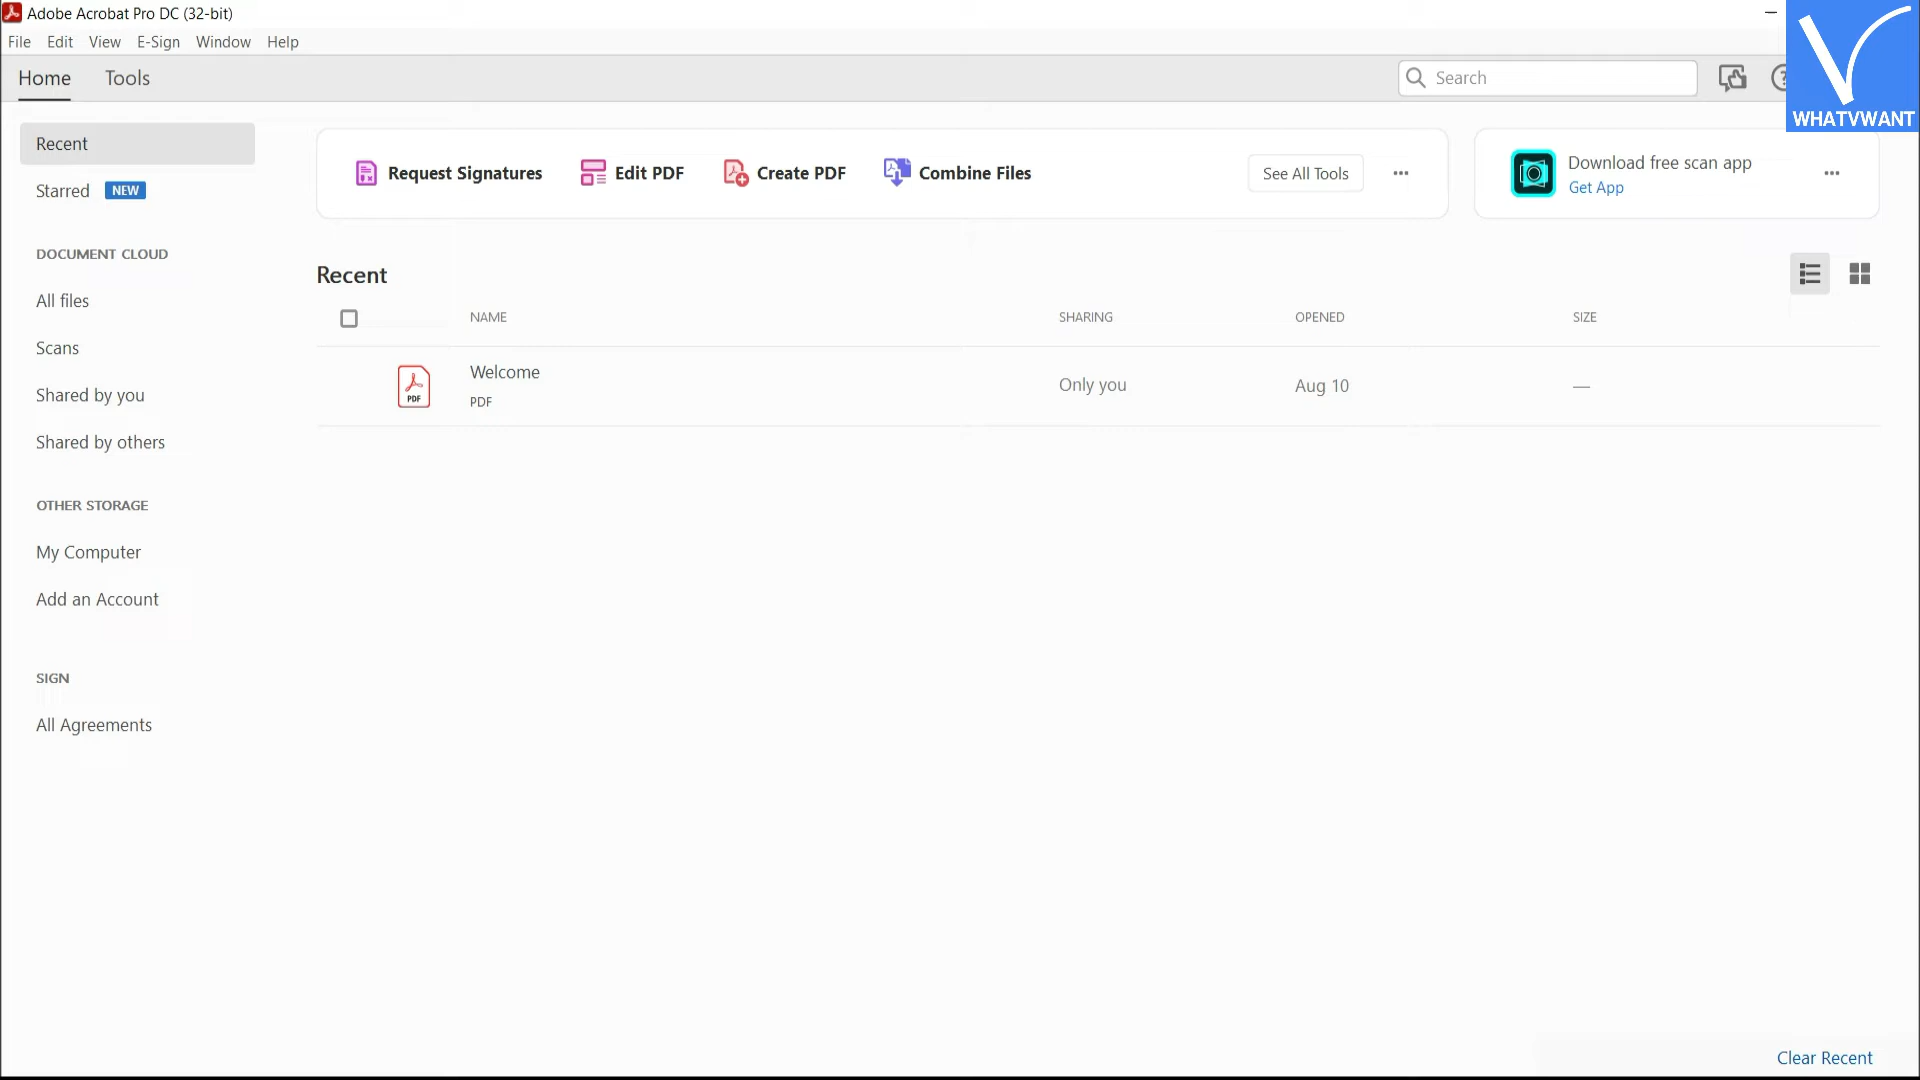 Adobe Acrobat Pro DC (32-bit)
File Edit View E-Sign Window Help
Home Tools
Search
WHATVWANT
Recent
Starred NEW
DOCUMENT CLOUD
All files
Scans
Shared by you
Shared by others
OTHER STORAGE
My Computer
Add an Account
SIGN
All Agreements
Request Signatures Edit PDF Create PDF Combine Files See All Tools
Download free scan app
Get App
Recent
NAME SHARING OPENED SIZE
Welcome
PDF
PDF
Only you Aug 10 —
Clear Recent